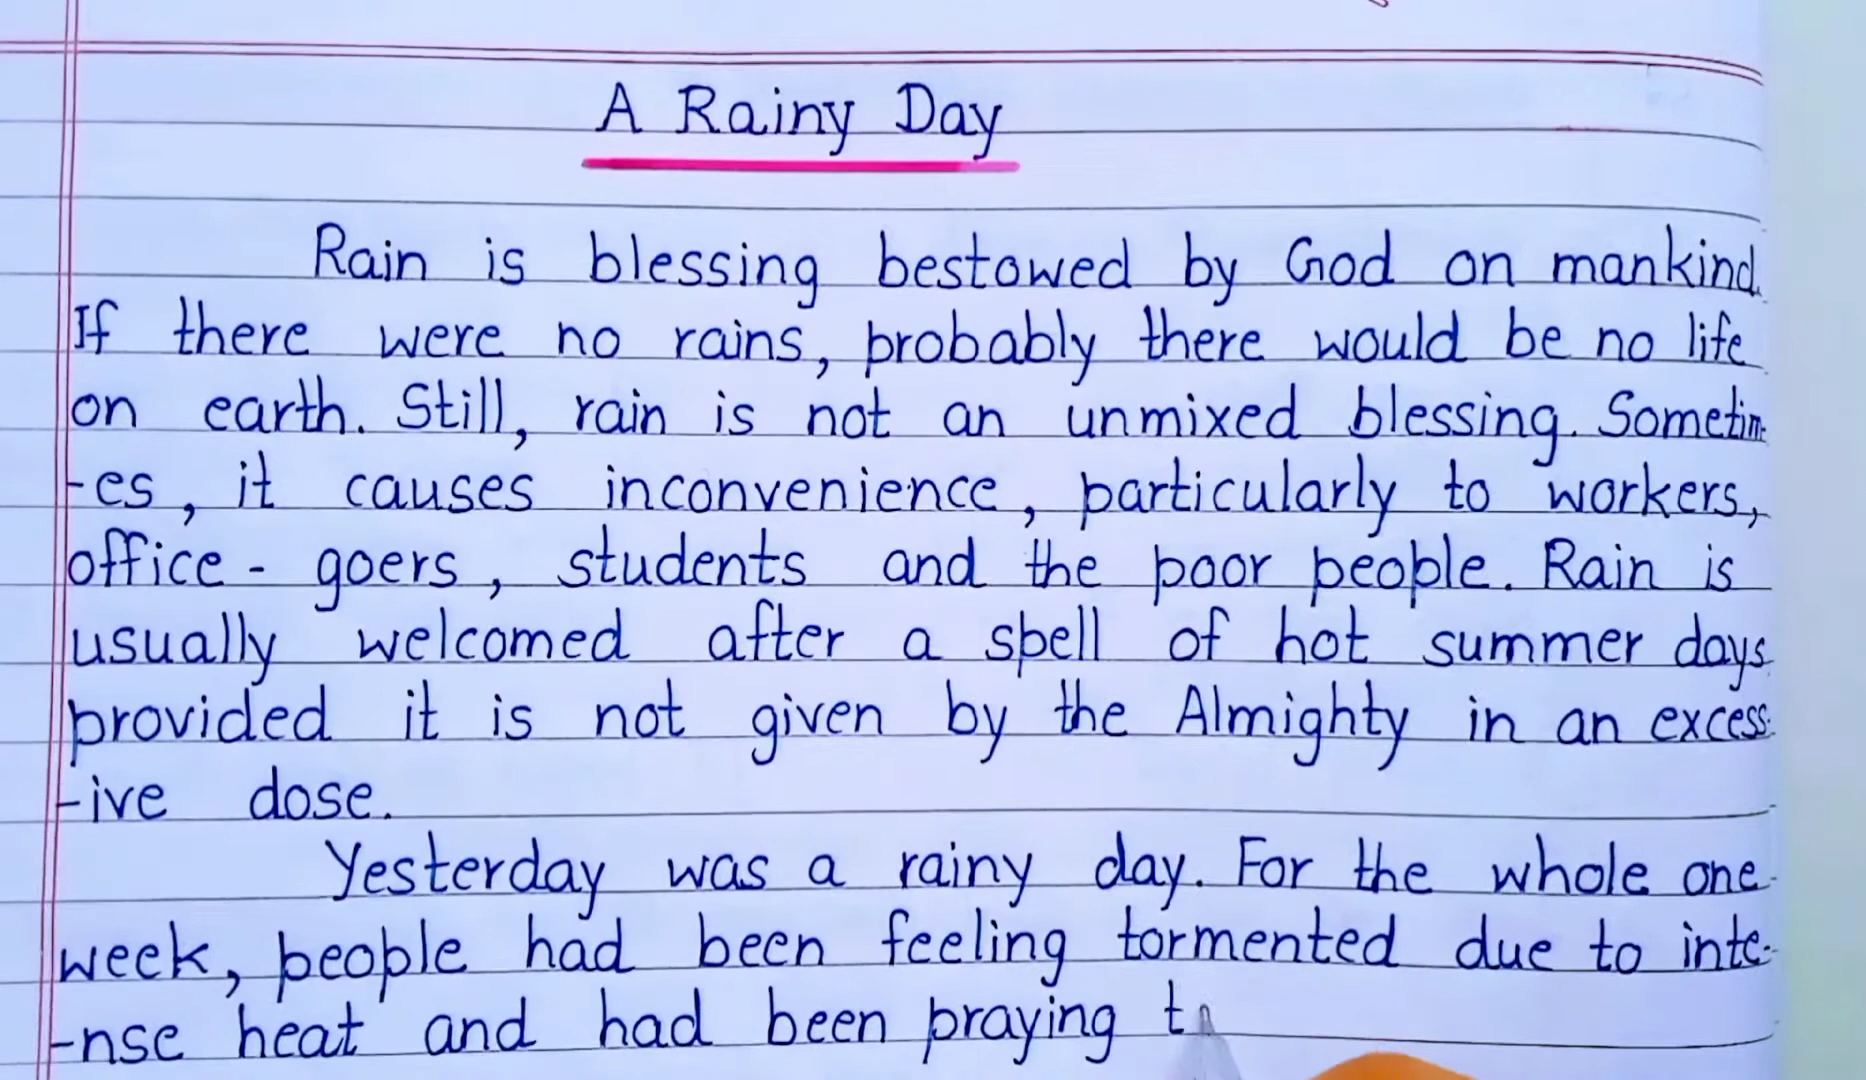 A Rainy Day
Rain is blessing bestowed by God on mankind.
If there were no rains, probably there would be no life
on earth. Still, rain is not an unmixed blessing. Sometim-
-es, it causes inconvenience, particularly to workers,
office - goers, students and the poor people. Rain is
usually welcomed after a spell of hot summer days
provided it is not given by the Almighty in an excess-
-ive dose.
Yesterday was a rainy day. For the whole one
week, people had been feeling tormented due to inte-
-nse heat and had been praying